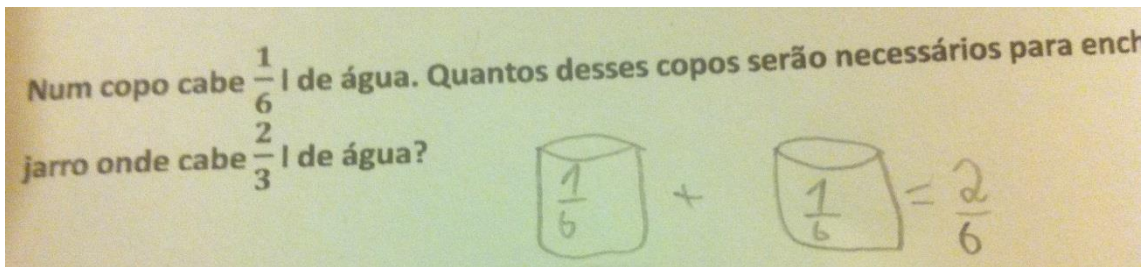 Num copo cabe 1/6 l de água. Quantos desses copos serão necessários para
jarro onde cabe 2/3 l de água?
1/6 + 1/6 = 2/6